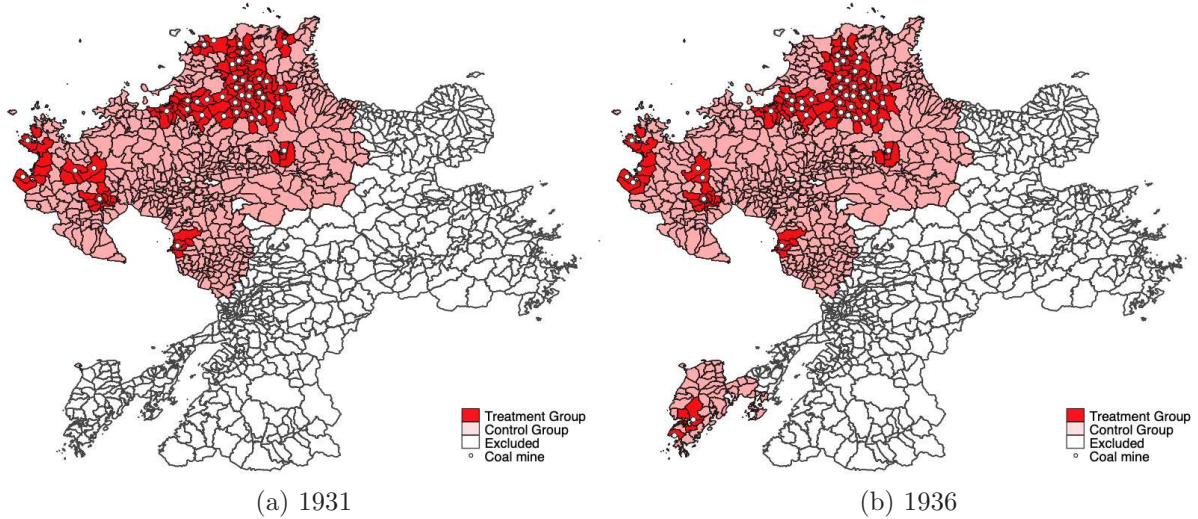 Treatment Group
Control Group
Excluded
Coal mine
(a) 1931
Treatment Group
Control Group
Excluded
Coal mine
(b) 1936